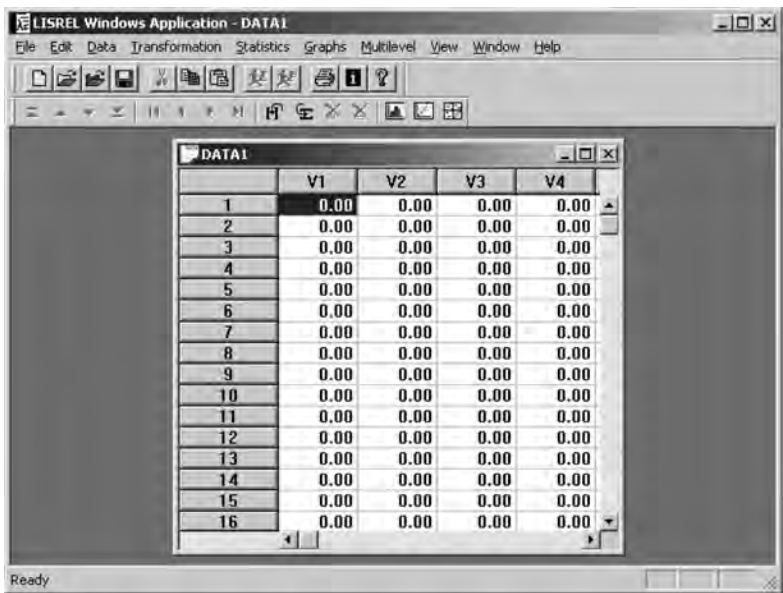 LISREL Windows Application - DATA1
File Edit Data Transformation Statistics Graphs Multilevel View Window Help
DATA1
V1 V2 V3 V4
1 0.00 0.00 0.00 0.00
2 0.00 0.00 0.00 0.00
3 0.00 0.00 0.00 0.00
4 0.00 0.00 0.00 0.00
5 0.00 0.00 0.00 0.00
6 0.00 0.00 0.00 0.00
7 0.00 0.00 0.00 0.00
8 0.00 0.00 0.00 0.00
9 0.00 0.00 0.00 0.00
10 0.00 0.00 0.00 0.00
11 0.00 0.00 0.00 0.00
12 0.00 0.00 0.00 0.00
13 0.00 0.00 0.00 0.00
14 0.00 0.00 0.00 0.00
15 0.00 0.00 0.00 0.00
16 0.00 0.00 0.00 0.00
Ready